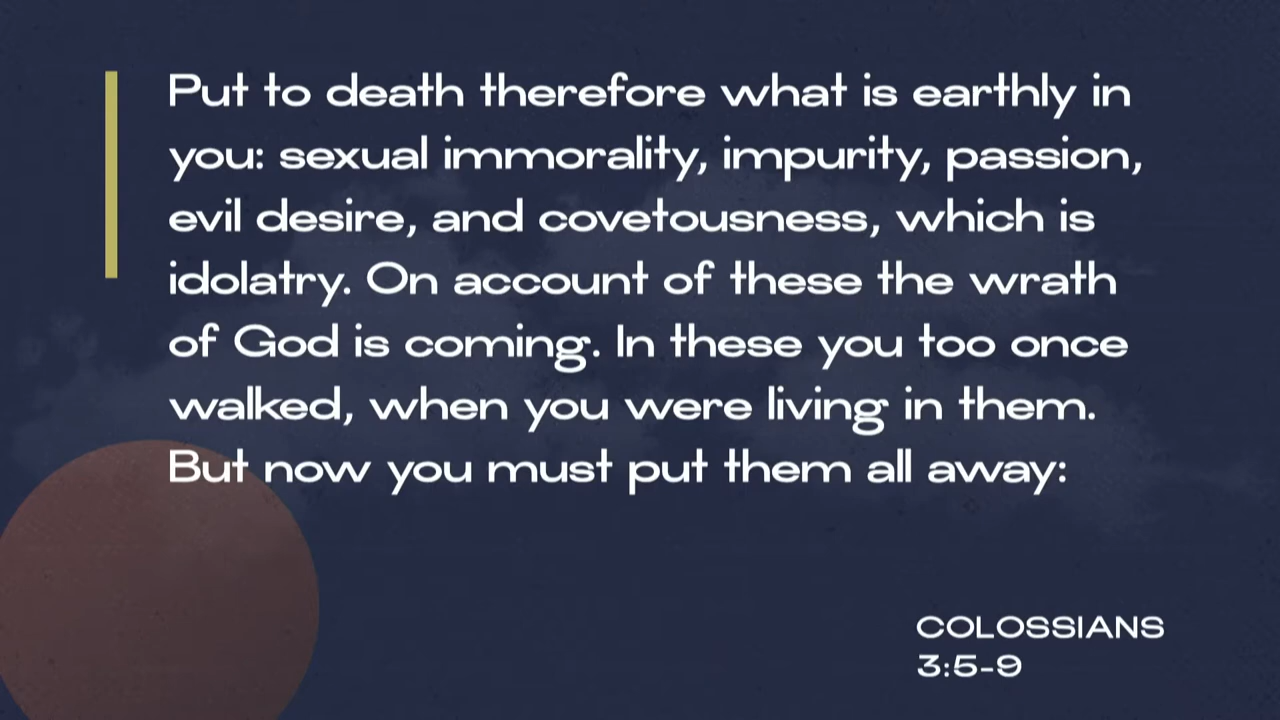 Put to death therefore what is earthly in
you: sexual immorality, impurity, passion,
evil desire, and covetousness, which is
idolatry. On account of these the wrath
of God is coming. In these you too once
walked, when you were living in them.
But now you must put them all away:
COLOSSIANS
3:5-9